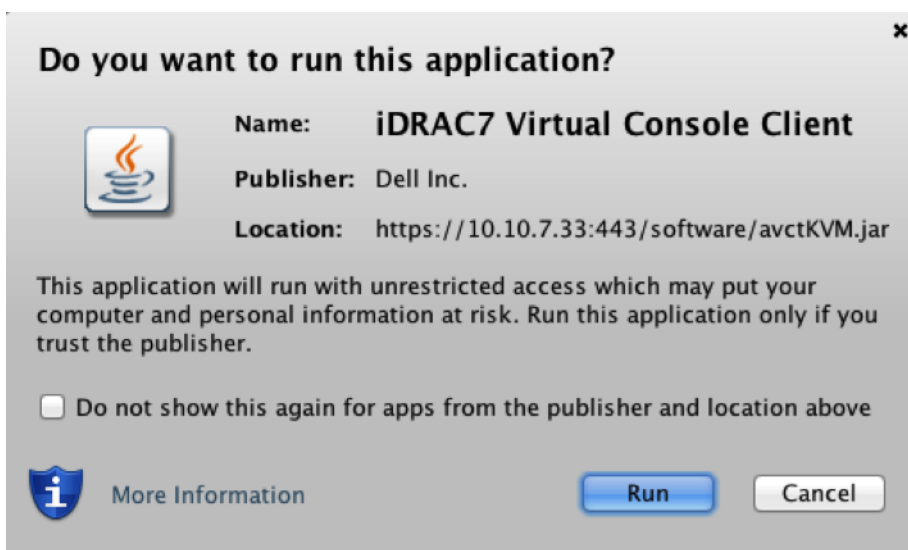 Do you want to run this application?
Name: iDRAC7 Virtual Console Client
Publisher: Dell Inc.
Location: https://10.10.7.33:443/software/avctKVM.jar
This application will run with unrestricted access which may put your
computer and personal information at risk. Run this application only if you
trust the publisher.
Do not show this again for apps from the publisher and location above
More Information
Run
Cancel